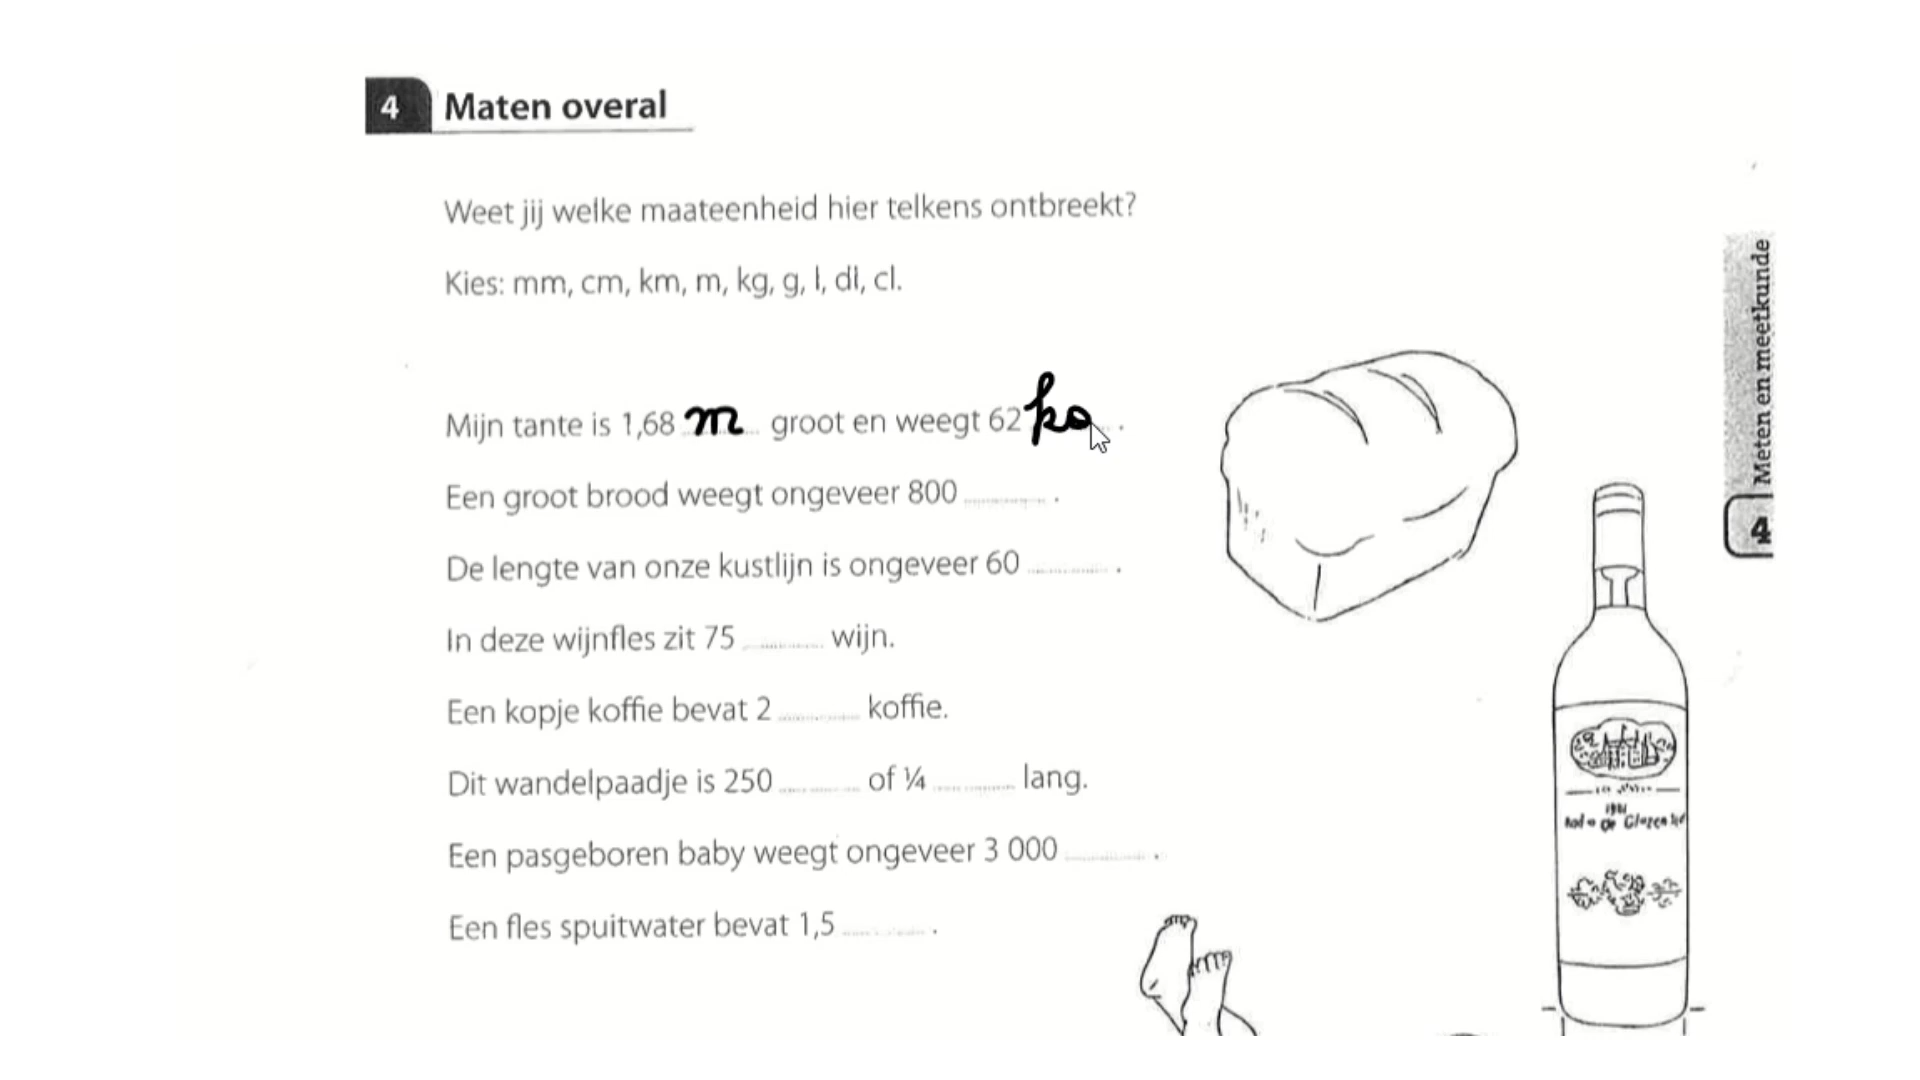 4 Maten overal
Weet jij welke maateenheid hier telkens ontbreekt?
Kies: mm, cm, km, m, kg, g, l, dl, cl.
Mijn tante is 1,68 m groot en weegt 62 ko .
Een groot brood weegt ongeveer 800 .......... .
De lengte van onze kustlijn is ongeveer 60 .......... .
In deze wijnfles zit 75 .......... wijn.
Een kopje koffie bevat 2 .......... koffie.
Dit wandelpaadje is 250 .......... of ¼ .......... lang.
Een pasgeboren baby weegt ongeveer 3 000 .......... .
Een fles spuitwater bevat 1,5 .......... .
4 Meten en meetkunde
1981